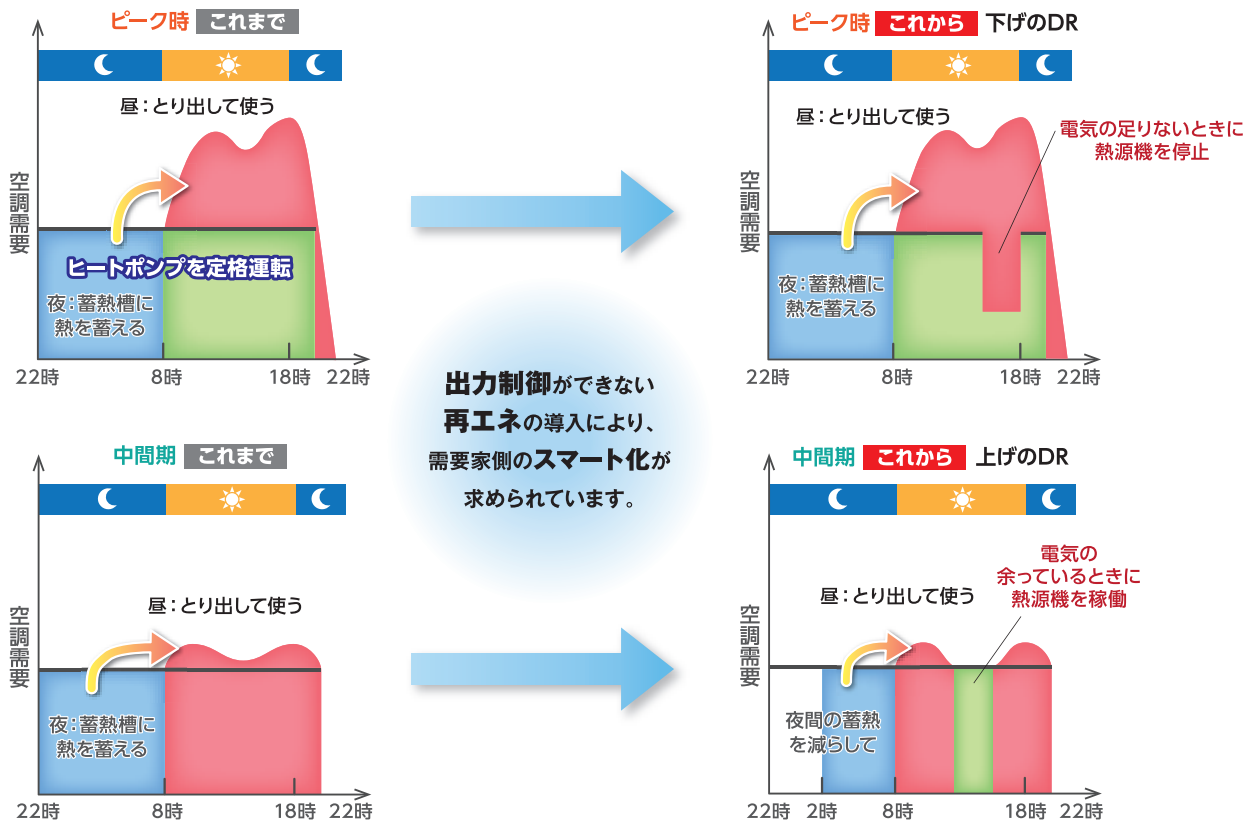 ピーク時 これまで
昼：とり出して使う
空調需要
ヒートポンプを定格運転
夜：蓄熱槽に
熱を蓄える
22時 8時 18時 22時
ピーク時 これから 下げのDR
昼：とり出して使う
電気の足りないときに
熱源機を停止
空調需要
夜：蓄熱槽に
熱を蓄える
22時 8時 18時 22時
出力制御ができない
再エネの導入により、
需要家側のスマート化が
求められています。
中間期 これまで
昼：とり出して使う
空調需要
夜：蓄熱槽に
熱を蓄える
22時 8時 18時 22時
中間期 これから 上げのDR
電気の
余っているときに
熱源機を稼働
昼：とり出して使う
空調需要
夜間の蓄熱
を減らして
22時 2時 8時 18時 22時